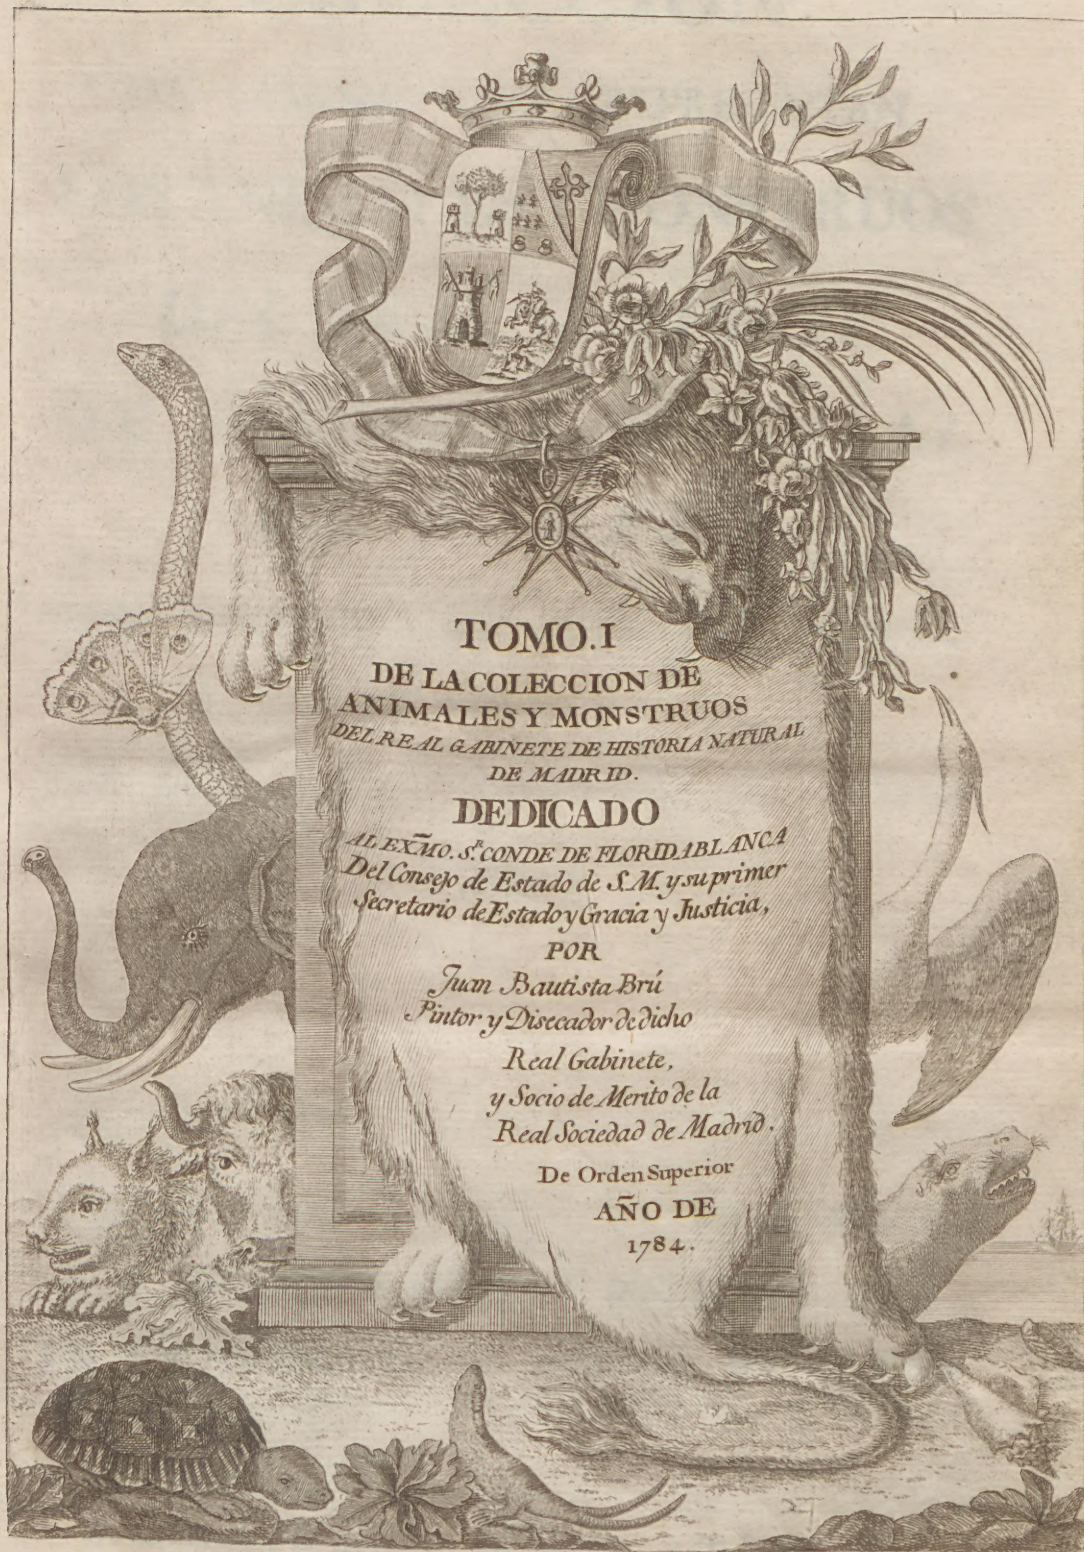 TOMO.I
DE LA COLECCION DE
ANIMALES Y MONSTRUOS
DEL REAL GABINETE DE HISTORIA NATURAL
DE MADRID.
DEDICADO
AL EX̃MO. S.ʳ CONDE DE FLORIDABLANCA
Del Consejo de Estado de S.M. y su primer
Secretario de Estado y Gracia y Justicia,
POR
Juan Bautista Brú
Pintor y Disecador de dicho
Real Gabinete,
y Socio de Merito de la
Real Sociedad de Madrid.
De Orden Superior
AÑO DE
1784.